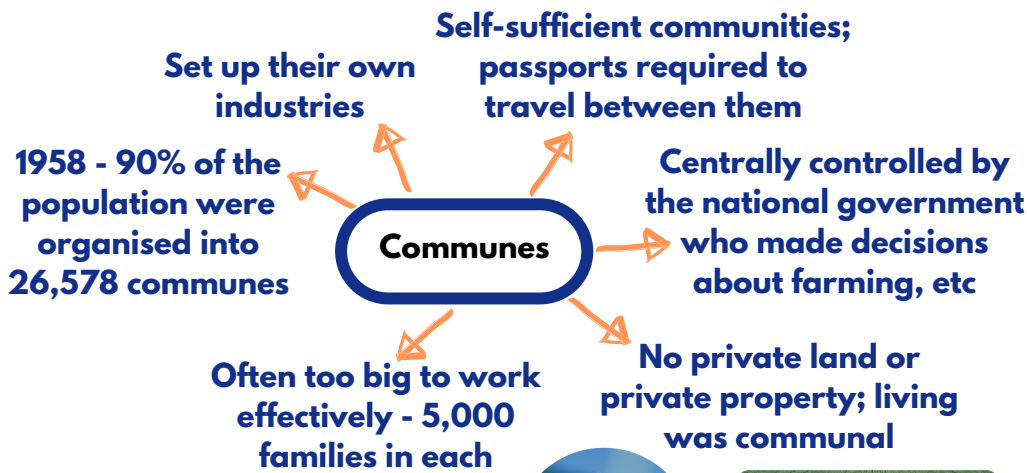 Set up their own
industries
Self-sufficient communities;
passports required to
travel between them
1958 - 90% of the
population were
organised into
26,578 communes
Communes
Centrally controlled by
the national government
who made decisions
about farming, etc
Often too big to work
effectively - 5,000
families in each
No private land or
private property; living
was communal